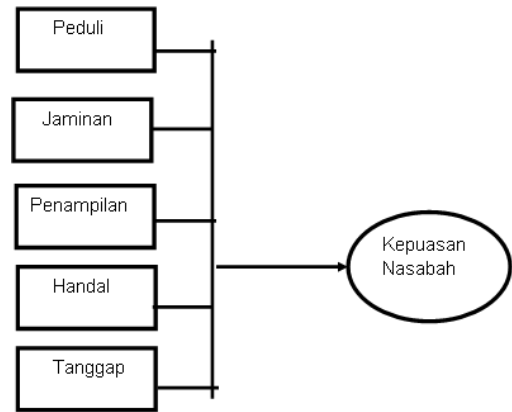 Peduli
Jaminan
Penampilan
Handal
Tanggap
Kepuasan
Nasabah